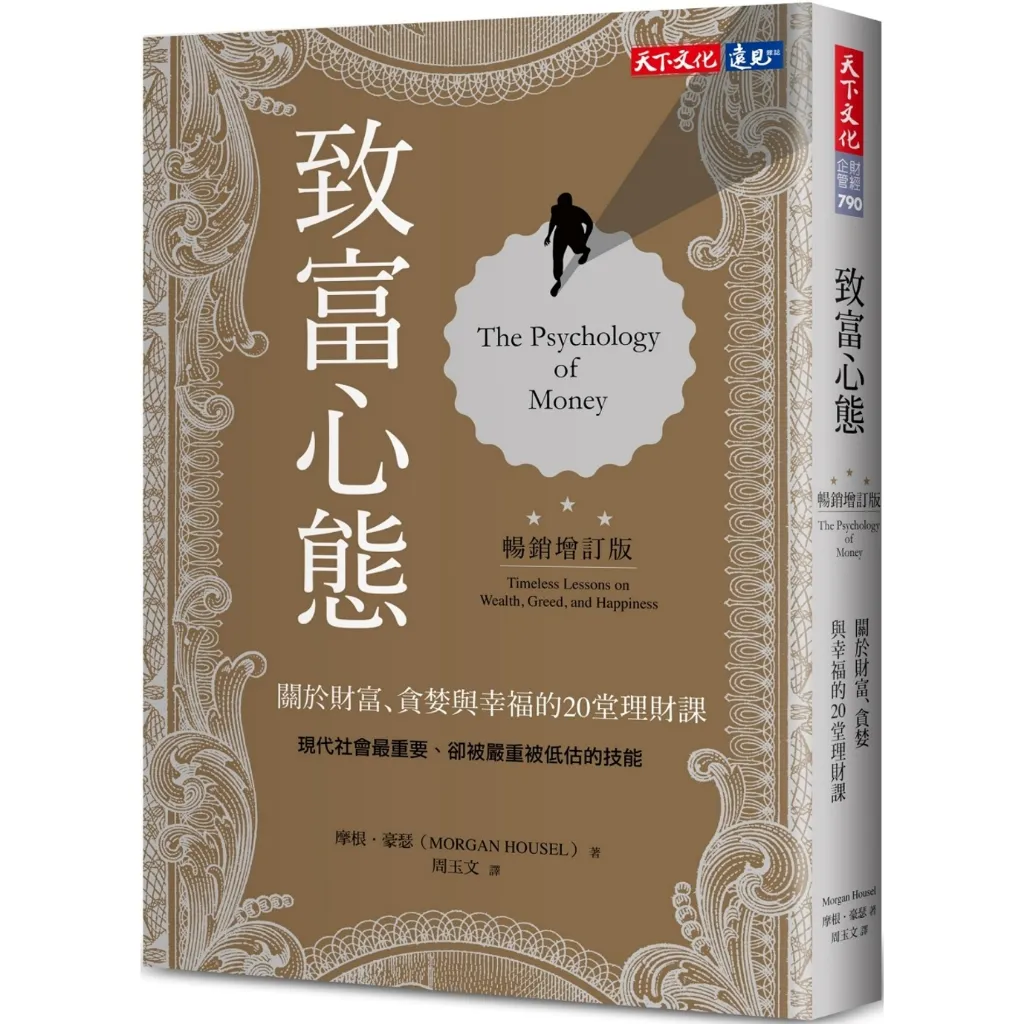 天下文化 遠見雜誌
致富心態
The Psychology
of
Money
暢銷增訂版
Timeless Lessons on
Wealth, Greed, and Happiness
關於財富、貪婪與幸福的20堂理財課
現代社會最重要、卻被嚴重被低估的技能
摩根・豪瑟（MORGAN HOUSEL）著
周玉文 譯
天下文化
財經
企管
790
致富心態
暢銷增訂版
The Psychology
of
Money
關於財富、貪婪
與幸福的20堂理財課
Morgan Housel
摩根・豪瑟 著
周玉文 譯